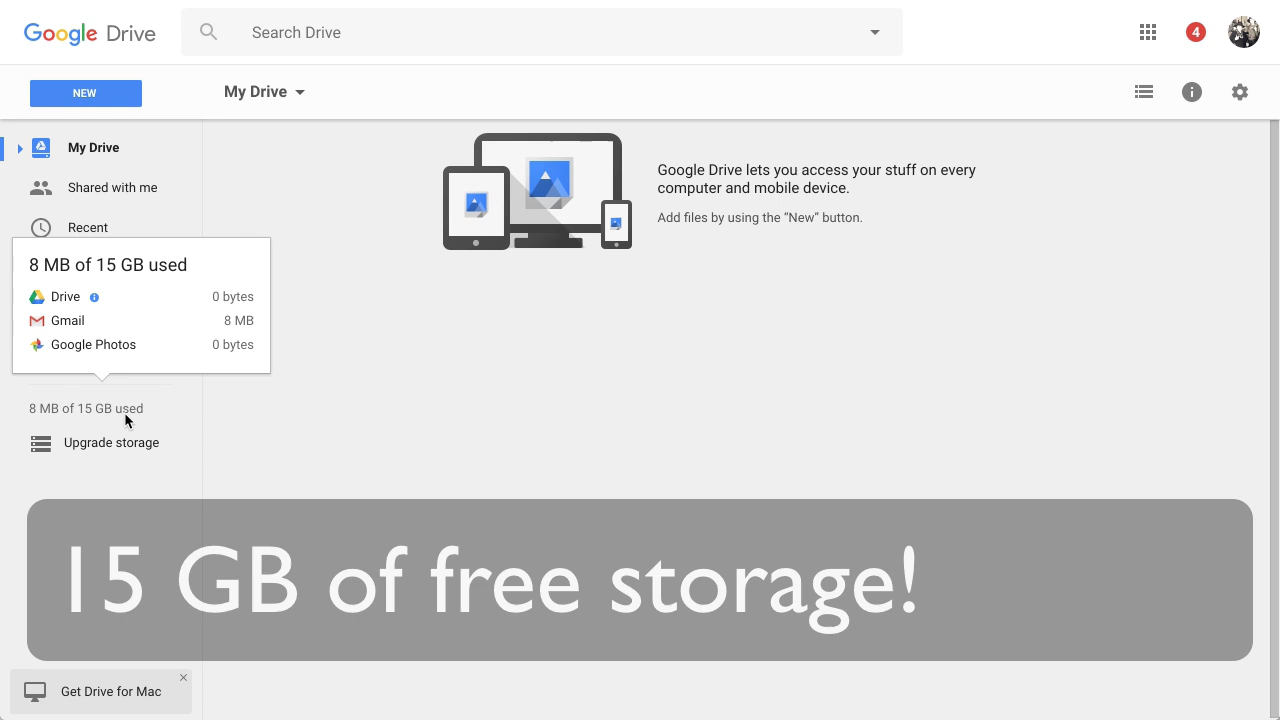 Google Drive
Search Drive
4
NEW
My Drive
My Drive
Shared with me
Recent
Google Drive lets you access your stuff on every
computer and mobile device.
Add files by using the “New” button.
8 MB of 15 GB used
Drive 0 bytes
Gmail 8 MB
Google Photos 0 bytes
8 MB of 15 GB used
Upgrade storage
15 GB of free storage!
Get Drive for Mac